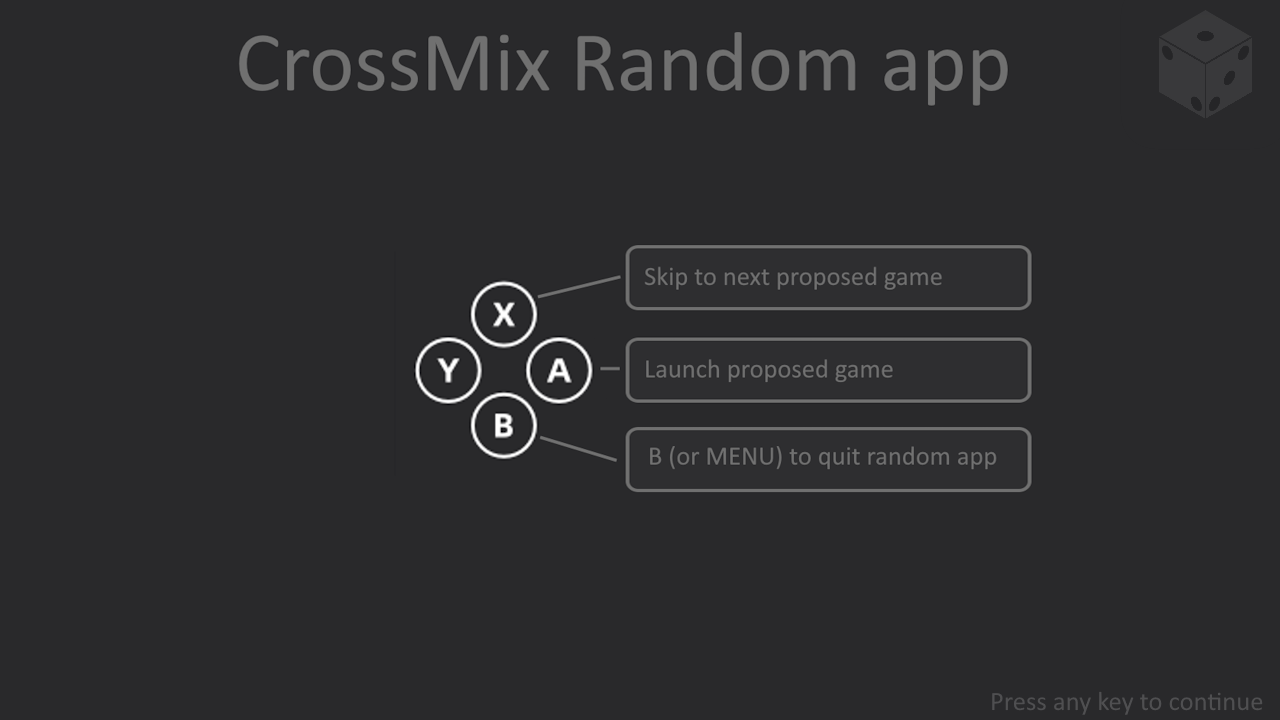 CrossMix Random app
X
Skip to next proposed game
Y
A
Launch proposed game
B
B (or MENU) to quit random app
Press any key to continue